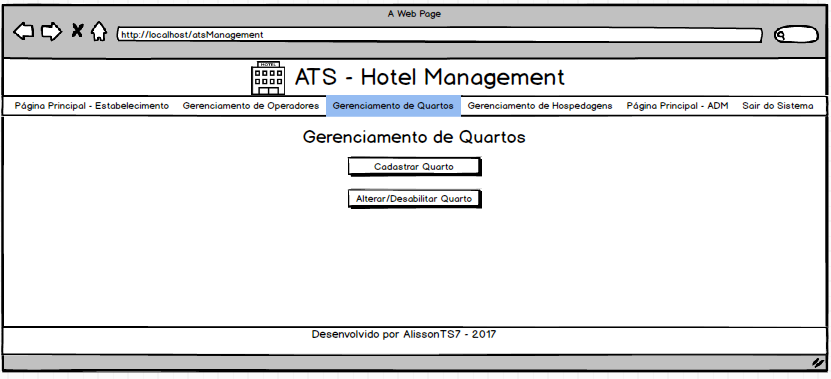 A Web Page
http://localhost/atsManagement
HOTEL
ATS - Hotel Management
Página Principal - Estabelecimento Gerenciamento de Operadores Gerenciamento de Quartos Gerenciamento de Hospedagens Página Principal - ADM Sair do Sistema
Gerenciamento de Quartos
Cadastrar Quarto
Alterar/Desabilitar Quarto
Desenvolvido por AlissonTS7 - 2017